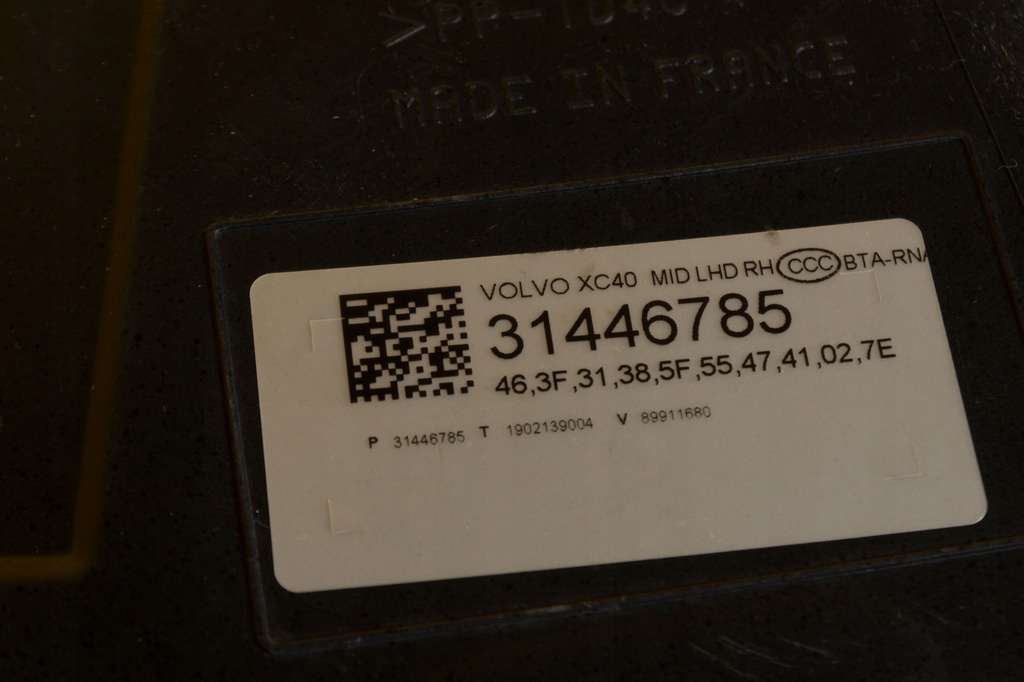 MADE IN FRANCE
VOLVO XC40 MID LHD RH CCC BTA-RNA
31446785
46,3F,31,38,5F,55,47,41,02,7E
P 31446785 T 1902139004 V 89911680